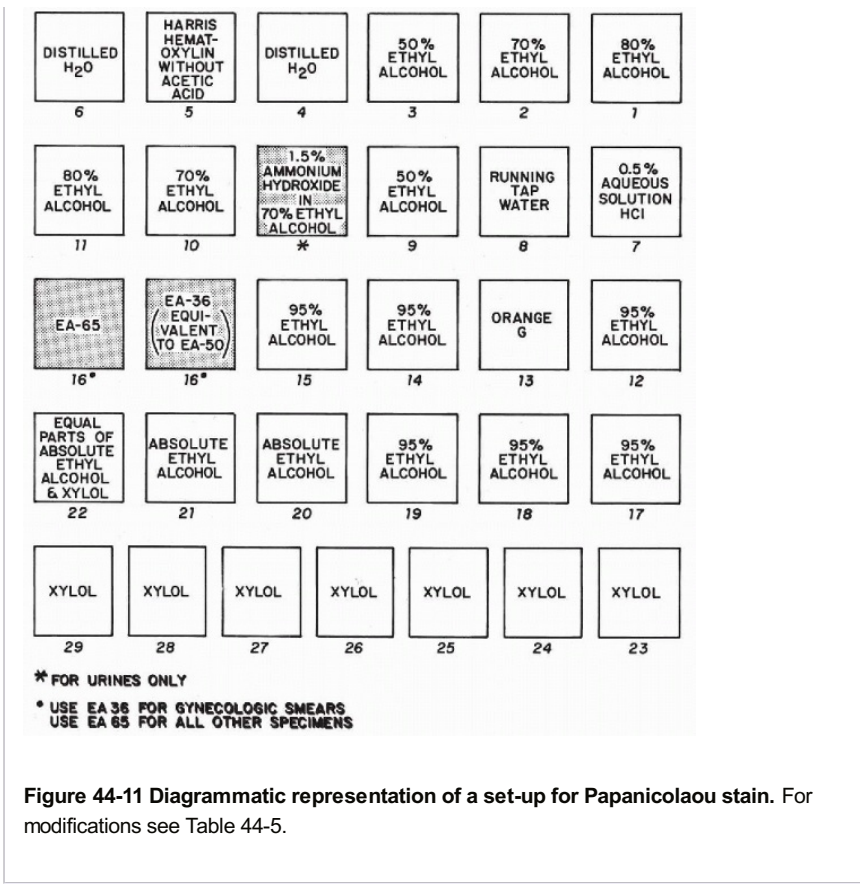 DISTILLED
H₂O
6
HARRIS
HEMAT-
OXYLIN
WITHOUT
ACETIC
ACID
5
DISTILLED
H₂O
4
50%
ETHYL
ALCOHOL
3
70%
ETHYL
ALCOHOL
2
80%
ETHYL
ALCOHOL
1
80%
ETHYL
ALCOHOL
11
70%
ETHYL
ALCOHOL
10
1.5%
AMMONIUM
HYDROXIDE
IN
70% ETHYL
ALCOHOL
*
50%
ETHYL
ALCOHOL
9
RUNNING
TAP
WATER
8
0.5%
AQUEOUS
SOLUTION
HCl
7
EA-65
16•
EA-36
(EQUI-
VALENT
TO EA-50)
16•
95%
ETHYL
ALCOHOL
15
95%
ETHYL
ALCOHOL
14
ORANGE
G
13
95%
ETHYL
ALCOHOL
12
EQUAL
PARTS OF
ABSOLUTE
ETHYL
ALCOHOL
& XYLOL
22
ABSOLUTE
ETHYL
ALCOHOL
21
ABSOLUTE
ETHYL
ALCOHOL
20
95%
ETHYL
ALCOHOL
19
95%
ETHYL
ALCOHOL
18
95%
ETHYL
ALCOHOL
17
XYLOL
29
XYLOL
28
XYLOL
27
XYLOL
26
XYLOL
25
XYLOL
24
XYLOL
23
* FOR URINES ONLY
• USE EA 36 FOR GYNECOLOGIC SMEARS
USE EA 65 FOR ALL OTHER SPECIMENS
Figure 44-11 Diagrammatic representation of a set-up for Papanicolaou stain. For
modifications see Table 44-5.